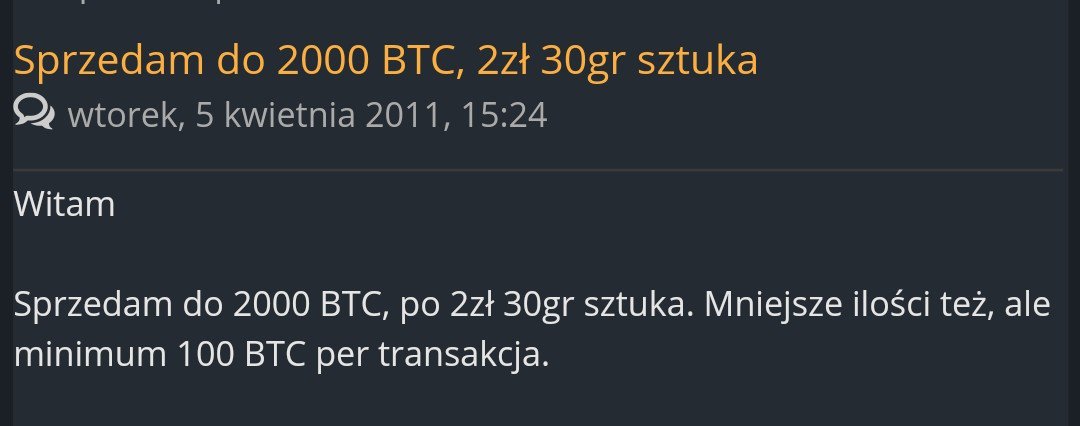 Sprzedam do 2000 BTC, 2zł 30gr sztuka
wtorek, 5 kwietnia 2011, 15:24
Witam
Sprzedam do 2000 BTC, po 2zł 30gr sztuka. Mniejsze ilości też, ale
minimum 100 BTC per transakcja.